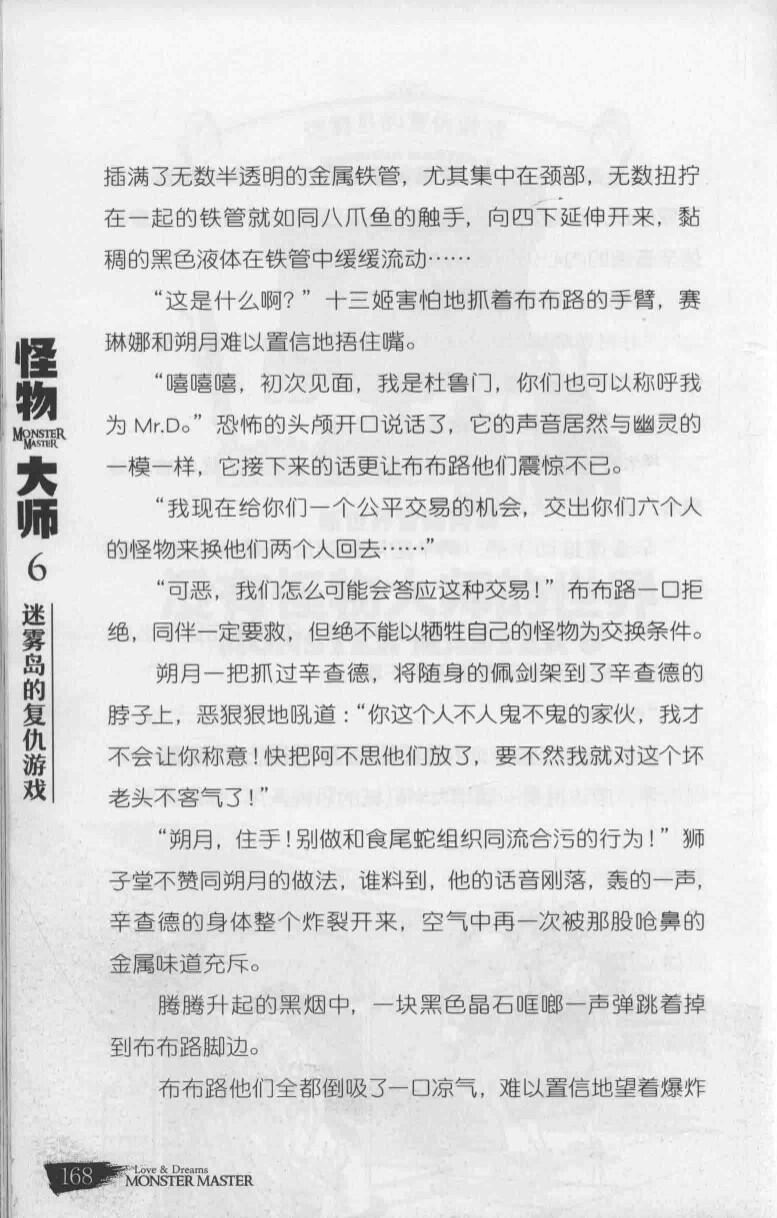 插满了无数半透明的金属铁管，尤其集中在颈部，无数扭拧
在一起的铁管就如同八爪鱼的触手，向四下延伸开来，黏
稠的黑色液体在铁管中缓缓流动……
“这是什么啊？”十三姬害怕地抓着布布路的手臂，赛
琳娜和朔月难以置信地捂住嘴。
“嘻嘻嘻，初次见面，我是杜鲁门，你们也可以称呼我
为 Mr.D。”恐怖的头颅开口说话了，它的声音居然与幽灵的
一模一样，它接下来的话更让布布路他们震惊不已。
“我现在给你们一个公平交易的机会，交出你们六个人
的怪物来换他们两个人回去……”
“可恶，我们怎么可能会答应这种交易！”布布路一口拒
绝，同伴一定要救，但绝不能以牺牲自己的怪物为交换条件。
朔月一把抓过辛查德，将随身的佩剑架到了辛查德的
脖子上，恶狠狠地吼道：“你这个人不人鬼不鬼的家伙，我才
不会让你称意！快把阿不思他们放了，要不然我就对这个坏
老头不客气了！”
“朔月，住手！别做和食尾蛇组织同流合污的行为！”狮
子堂不赞同朔月的做法，谁料到，他的话音刚落，轰的一声，
辛查德的身体整个炸裂开来，空气中再一次被那股呛鼻的
金属味道充斥。
腾腾升起的黑烟中，一块黑色晶石哐啷一声弹跳着掉
到布布路脚边。
布布路他们全都倒吸了一口凉气，难以置信地望着爆炸
怪物
MONSTER
MASTER
大师
6
迷雾岛的复仇游戏
168
Love & Dreams
MONSTER MASTER